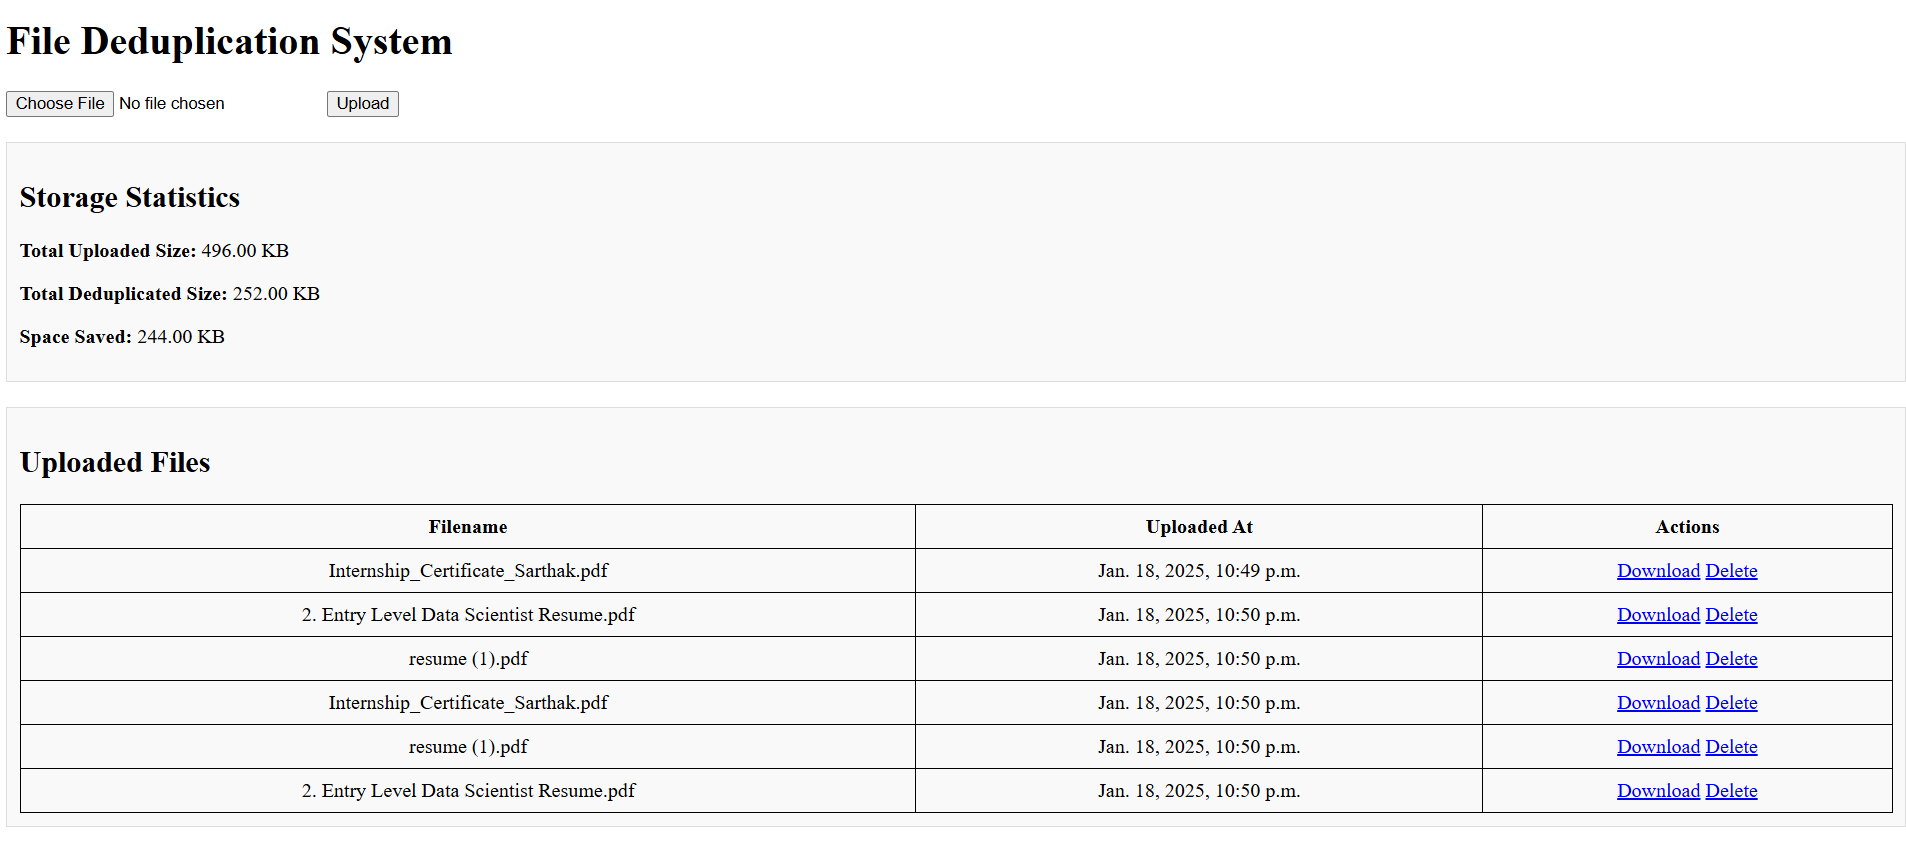 File Deduplication System
Choose File No file chosen Upload
Storage Statistics
Total Uploaded Size: 496.00 KB
Total Deduplicated Size: 252.00 KB
Space Saved: 244.00 KB
Uploaded Files
Filename Uploaded At Actions
Internship_Certificate_Sarthak.pdf Jan. 18, 2025, 10:49 p.m. Download Delete
2. Entry Level Data Scientist Resume.pdf Jan. 18, 2025, 10:50 p.m. Download Delete
resume (1).pdf Jan. 18, 2025, 10:50 p.m. Download Delete
Internship_Certificate_Sarthak.pdf Jan. 18, 2025, 10:50 p.m. Download Delete
resume (1).pdf Jan. 18, 2025, 10:50 p.m. Download Delete
2. Entry Level Data Scientist Resume.pdf Jan. 18, 2025, 10:50 p.m. Download Delete